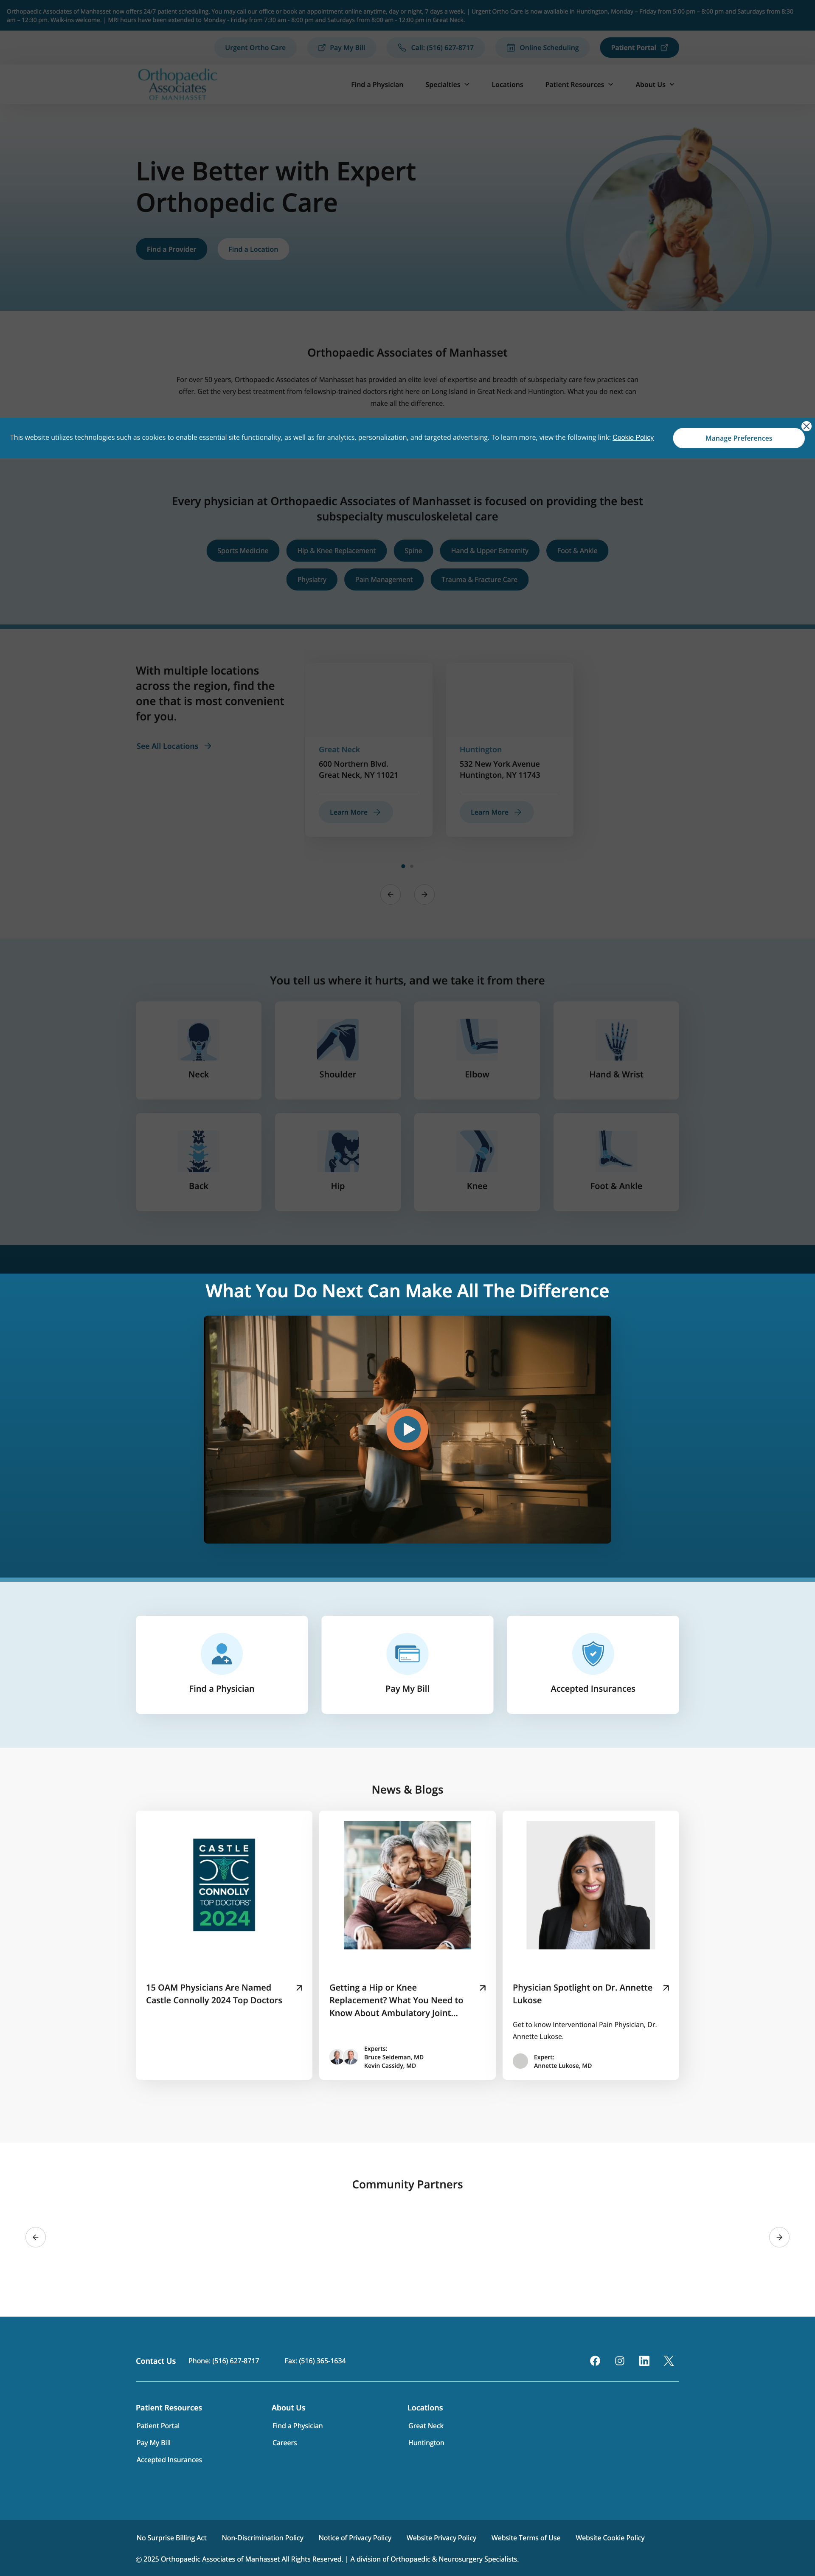 Orthopaedic Associates of Manhasset now offers 24/7 patient scheduling. You may call our office or book an appointment online anytime, day or night, 7 days a week. | Urgent Ortho Care is now available in Huntington, Monday – Friday from 5:00 pm – 8:00 pm and Saturdays from 8:30
am – 12:30 pm. Walk-ins welcome. | MRI hours have been extended to Monday - Friday from 7:30 am - 8:00 pm and Saturdays from 8:00 am - 12:00 pm in Great Neck.
Urgent Ortho Care
Pay My Bill
Call: (516) 627-8717
Online Scheduling
Patient Portal
Orthopaedic
Associates
OF MANHASSET
Find a Physician
Specialties
Locations
Patient Resources
About Us
Live Better with Expert
Orthopedic Care
Find a Provider
Find a Location
Orthopaedic Associates of Manhasset
For over 50 years, Orthopaedic Associates of Manhasset has provided an elite level of expertise and breadth of subspecialty care few practices can
offer. Get the very best treatment from fellowship-trained doctors right here on Long Island in Great Neck and Huntington. What you do next can
make all the difference.
This website utilizes technologies such as cookies to enable essential site functionality, as well as for analytics, personalization, and targeted advertising. To learn more, view the following link: Cookie Policy
Manage Preferences
Every physician at Orthopaedic Associates of Manhasset is focused on providing the best
subspecialty musculoskeletal care
Sports Medicine
Hip & Knee Replacement
Spine
Hand & Upper Extremity
Foot & Ankle
Physiatry
Pain Management
Trauma & Fracture Care
With multiple locations
across the region, find the
one that is most convenient
for you.
See All Locations
Great Neck
600 Northern Blvd.
Great Neck, NY 11021
Learn More
Huntington
532 New York Avenue
Huntington, NY 11743
Learn More
You tell us where it hurts, and we take it from there
Neck
Shoulder
Elbow
Hand & Wrist
Back
Hip
Knee
Foot & Ankle
What You Do Next Can Make All The Difference
Find a Physician
Pay My Bill
Accepted Insurances
News & Blogs
CASTLE
CONNOLLY
TOP DOCTORS
2024
15 OAM Physicians Are Named
Castle Connolly 2024 Top Doctors
Getting a Hip or Knee
Replacement? What You Need to
Know About Ambulatory Joint...
Experts:
Bruce Seideman, MD
Kevin Cassidy, MD
Physician Spotlight on Dr. Annette
Lukose
Get to know Interventional Pain Physician, Dr.
Annette Lukose.
Expert:
Annette Lukose, MD
Community Partners
Contact Us
Phone: (516) 627-8717
Fax: (516) 365-1634
Patient Resources
Patient Portal
Pay My Bill
Accepted Insurances
About Us
Find a Physician
Careers
Locations
Great Neck
Huntington
No Surprise Billing Act
Non-Discrimination Policy
Notice of Privacy Policy
Website Privacy Policy
Website Terms of Use
Website Cookie Policy
© 2025 Orthopaedic Associates of Manhasset All Rights Reserved. | A division of Orthopaedic & Neurosurgery Specialists.